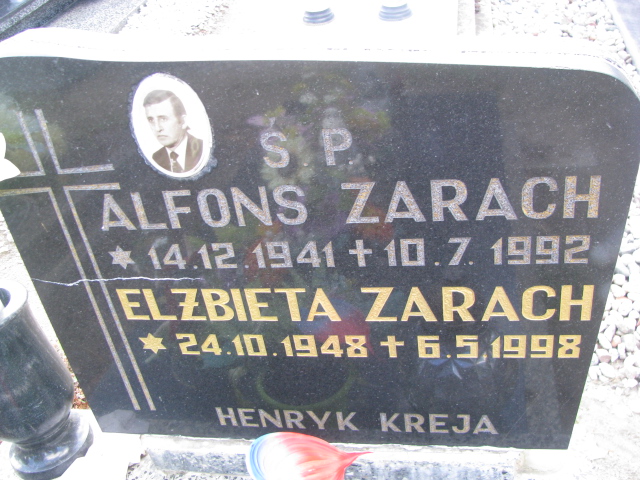 Ś P.
ALFONS ZARACH
* 14.12.1941 + 10.7.1992
ELŻBIETA ZARACH
* 24.10.1948 + 6.5.1998
HENRYK KREJA